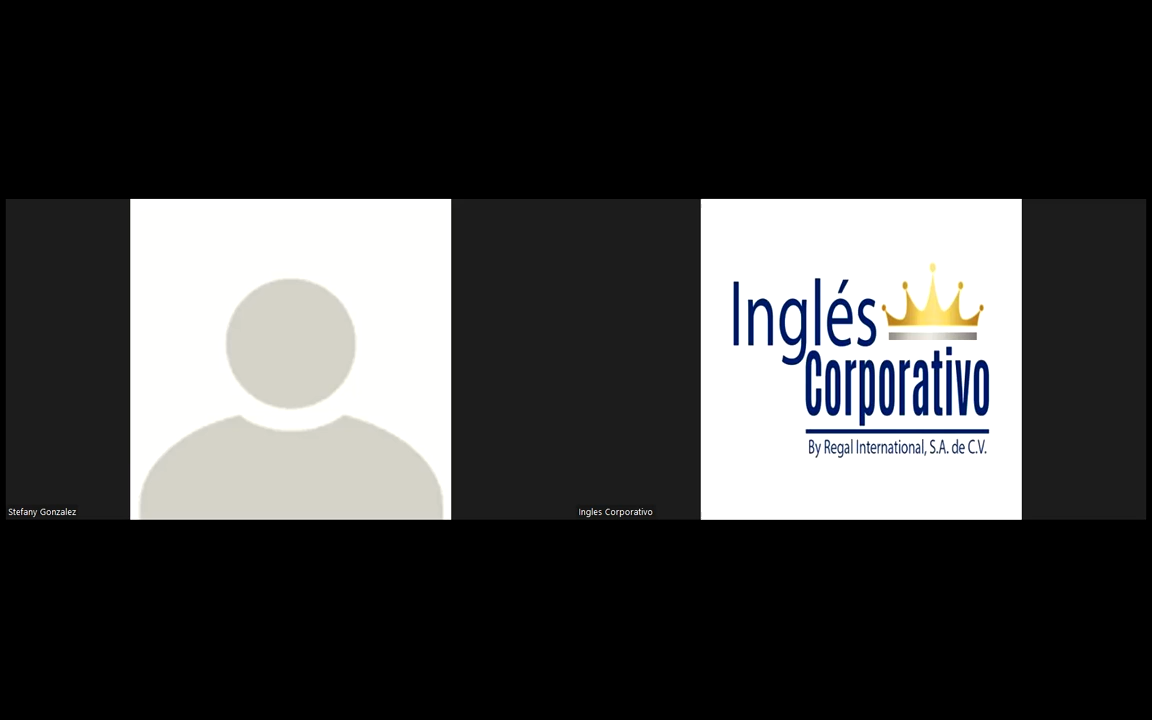 Inglés
Corporativo
By Regal International, S.A. de C.V.
Stefany Gonzalez
Ingles Corporativo